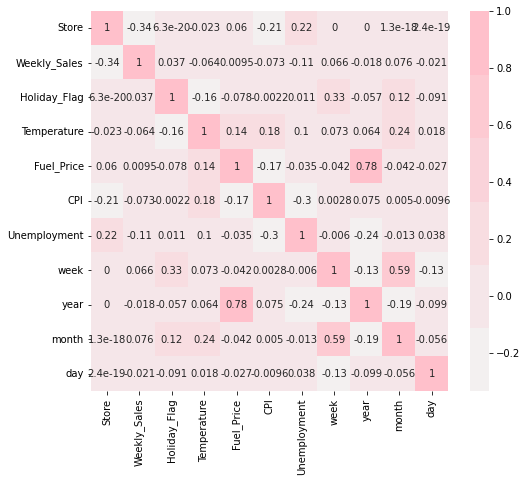 Store 1 -0.34 6.3e-20 -0.023 0.06 -0.21 0.22 0 0 1.3e-18 2.4e-19
Weekly_Sales -0.34 1 0.037 -0.064 0.0095 -0.073 -0.11 0.066 -0.018 0.076 -0.021
Holiday_Flag 6.3e-20 0.037 1 -0.16 -0.078 -0.0022 0.011 0.33 -0.057 0.12 -0.091
Temperature -0.023 -0.064 -0.16 1 0.14 0.18 0.1 0.073 0.064 0.24 0.018
Fuel_Price 0.06 0.0095 -0.078 0.14 1 -0.17 -0.035 -0.042 0.78 -0.042 -0.027
CPI -0.21 -0.073 -0.0022 0.18 -0.17 1 -0.3 0.0028 0.075 0.005 -0.0096
Unemployment 0.22 -0.11 0.011 0.1 -0.035 -0.3 1 -0.006 -0.24 -0.013 0.038
week 0 0.066 0.33 0.073 -0.042 0.0028 -0.006 1 -0.13 0.59 -0.13
year 0 -0.018 -0.057 0.064 0.78 0.075 -0.24 -0.13 1 -0.19 -0.099
month 1.3e-18 0.076 0.12 0.24 -0.042 0.005 -0.013 0.59 -0.19 1 -0.056
day 2.4e-19 -0.021 -0.091 0.018 -0.027 -0.0096 0.038 -0.13 -0.099 -0.056 1
Store Weekly_Sales Holiday_Flag Temperature Fuel_Price CPI Unemployment week year month day
1.0
0.8
0.6
0.4
0.2
0.0
−0.2